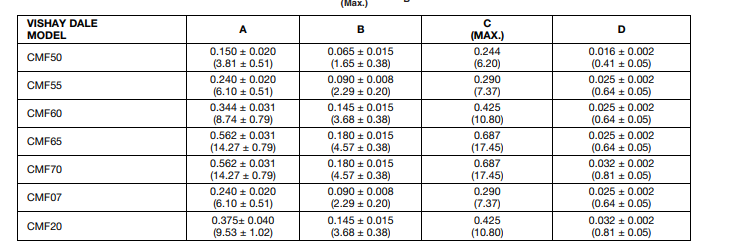 (Max.)
VISHAY DALE MODEL A B C (MAX.) D
CMF50 0.150 ± 0.020 (3.81 ± 0.51) 0.065 ± 0.015 (1.65 ± 0.38) 0.244 (6.20) 0.016 ± 0.002 (0.41 ± 0.05)
CMF55 0.240 ± 0.020 (6.10 ± 0.51) 0.090 ± 0.008 (2.29 ± 0.20) 0.290 (7.37) 0.025 ± 0.002 (0.64 ± 0.05)
CMF60 0.344 ± 0.031 (8.74 ± 0.79) 0.145 ± 0.015 (3.68 ± 0.38) 0.425 (10.80) 0.025 ± 0.002 (0.64 ± 0.05)
CMF65 0.562 ± 0.031 (14.27 ± 0.79) 0.180 ± 0.015 (4.57 ± 0.38) 0.687 (17.45) 0.025 ± 0.002 (0.64 ± 0.05)
CMF70 0.562 ± 0.031 (14.27 ± 0.79) 0.180 ± 0.015 (4.57 ± 0.38) 0.687 (17.45) 0.032 ± 0.002 (0.81 ± 0.05)
CMF07 0.240 ± 0.020 (6.10 ± 0.51) 0.090 ± 0.008 (2.29 ± 0.20) 0.290 (7.37) 0.025 ± 0.002 (0.64 ± 0.05)
CMF20 0.375± 0.040 (9.53 ± 1.02) 0.145 ± 0.015 (3.68 ± 0.38) 0.425 (10.80) 0.032 ± 0.002 (0.81 ± 0.05)